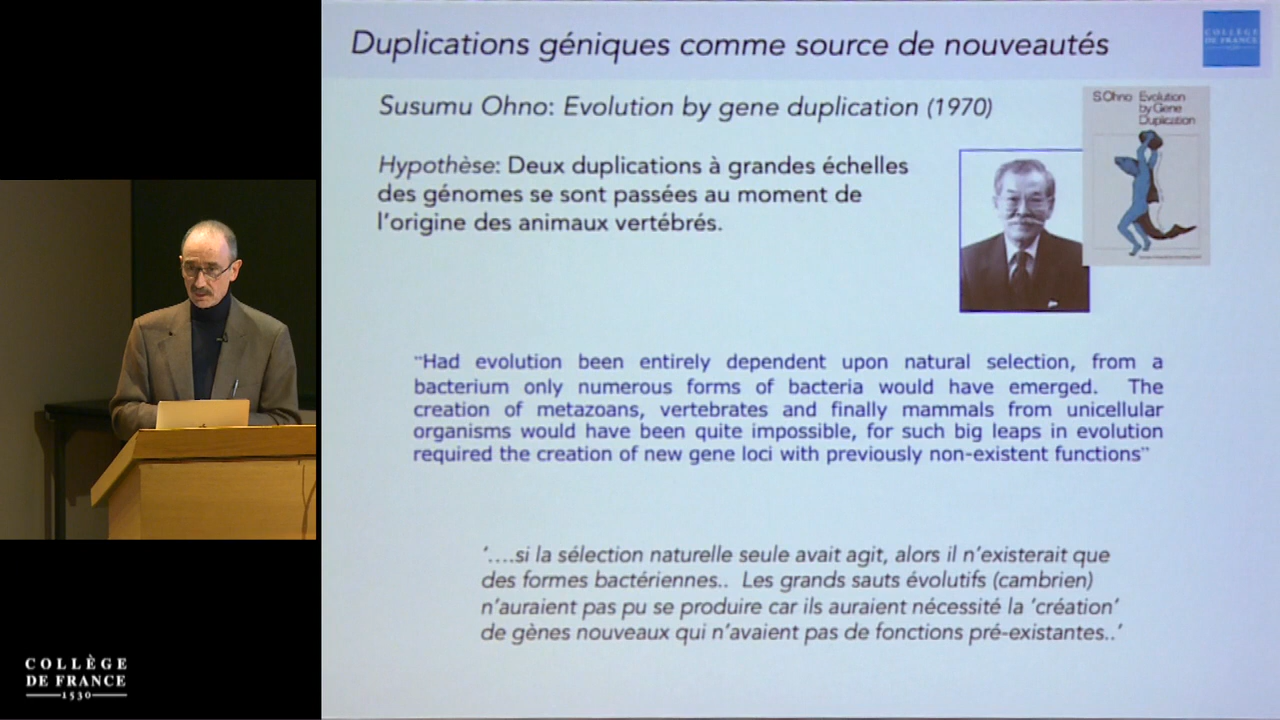 Duplications géniques comme source de nouveautés
COLLÈGE
DE FRANCE
1530
Susumu Ohno: Evolution by gene duplication (1970)
S.Ohno Evolution
by Gene
Duplication
Hypothèse: Deux duplications à grandes échelles
des génomes se sont passées au moment de
l'origine des animaux vertébrés.
"Had evolution been entirely dependent upon natural selection, from a
bacterium only numerous forms of bacteria would have emerged. The
creation of metazoans, vertebrates and finally mammals from unicellular
organisms would have been quite impossible, for such big leaps in evolution
required the creation of new gene loci with previously non-existent functions"
'....si la sélection naturelle seule avait agit, alors il n'existerait que
des formes bactériennes.. Les grands sauts évolutifs (cambrien)
n'auraient pas pu se produire car ils auraient nécessité la 'création'
de gènes nouveaux qui n'avaient pas de fonctions pré-existantes..'
COLLÈGE
DE FRANCE
1530